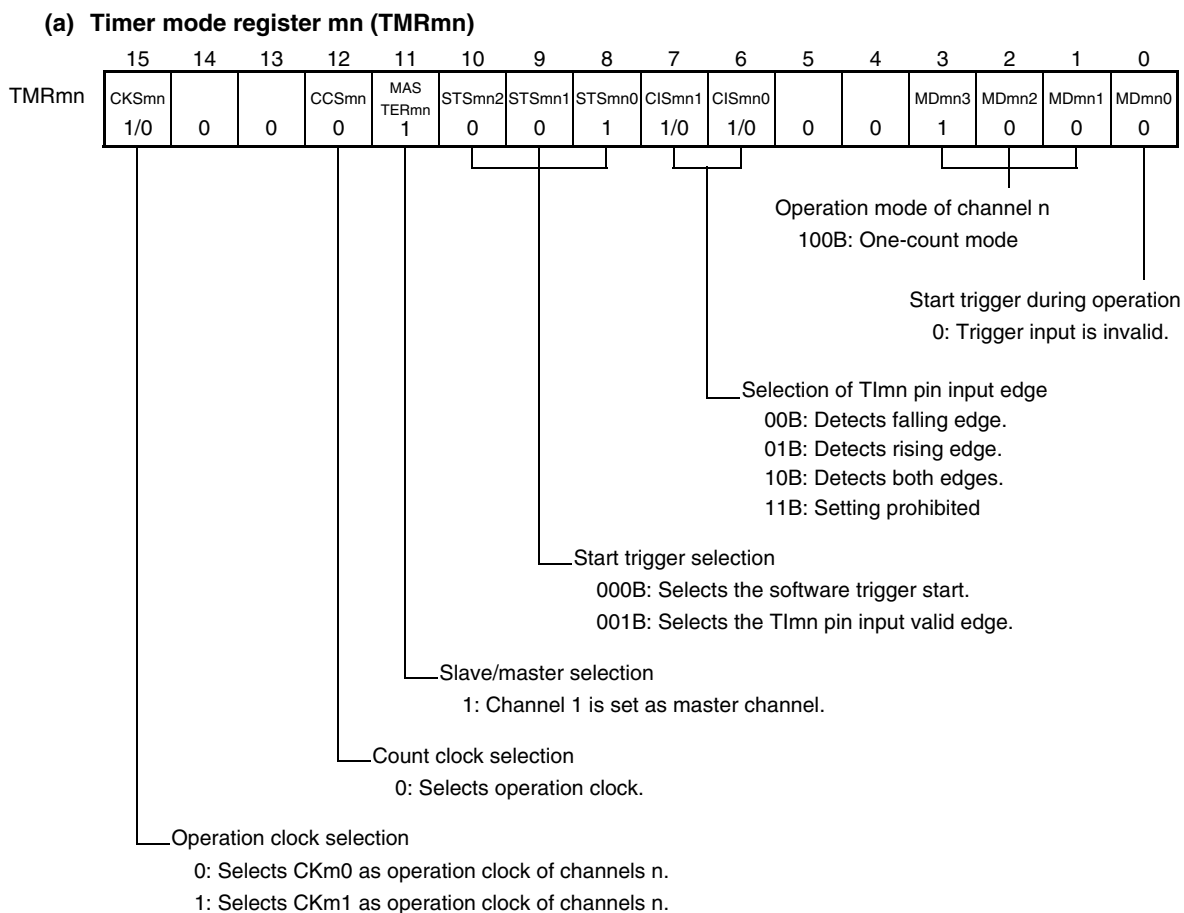 (a) Timer mode register mn (TMRmn)
15 14 13 12 11 10 9 8 7 6 5 4 3 2 1 0
TMRmn CKSmn CCSmn MAS TERmn STSmn2 STSmn1 STSmn0 CISmn1 CISmn0 MDmn3 MDmn2 MDmn1 MDmn0
1/0 0 0 0 1 0 0 1 1/0 1/0 0 0 1 0 0 0
Operation mode of channel n
100B: One-count mode
Start trigger during operation
0: Trigger input is invalid.
Selection of TImn pin input edge
00B: Detects falling edge.
01B: Detects rising edge.
10B: Detects both edges.
11B: Setting prohibited
Start trigger selection
000B: Selects the software trigger start.
001B: Selects the TImn pin input valid edge.
Slave/master selection
1: Channel 1 is set as master channel.
Count clock selection
0: Selects operation clock.
Operation clock selection
0: Selects CKm0 as operation clock of channels n.
1: Selects CKm1 as operation clock of channels n.